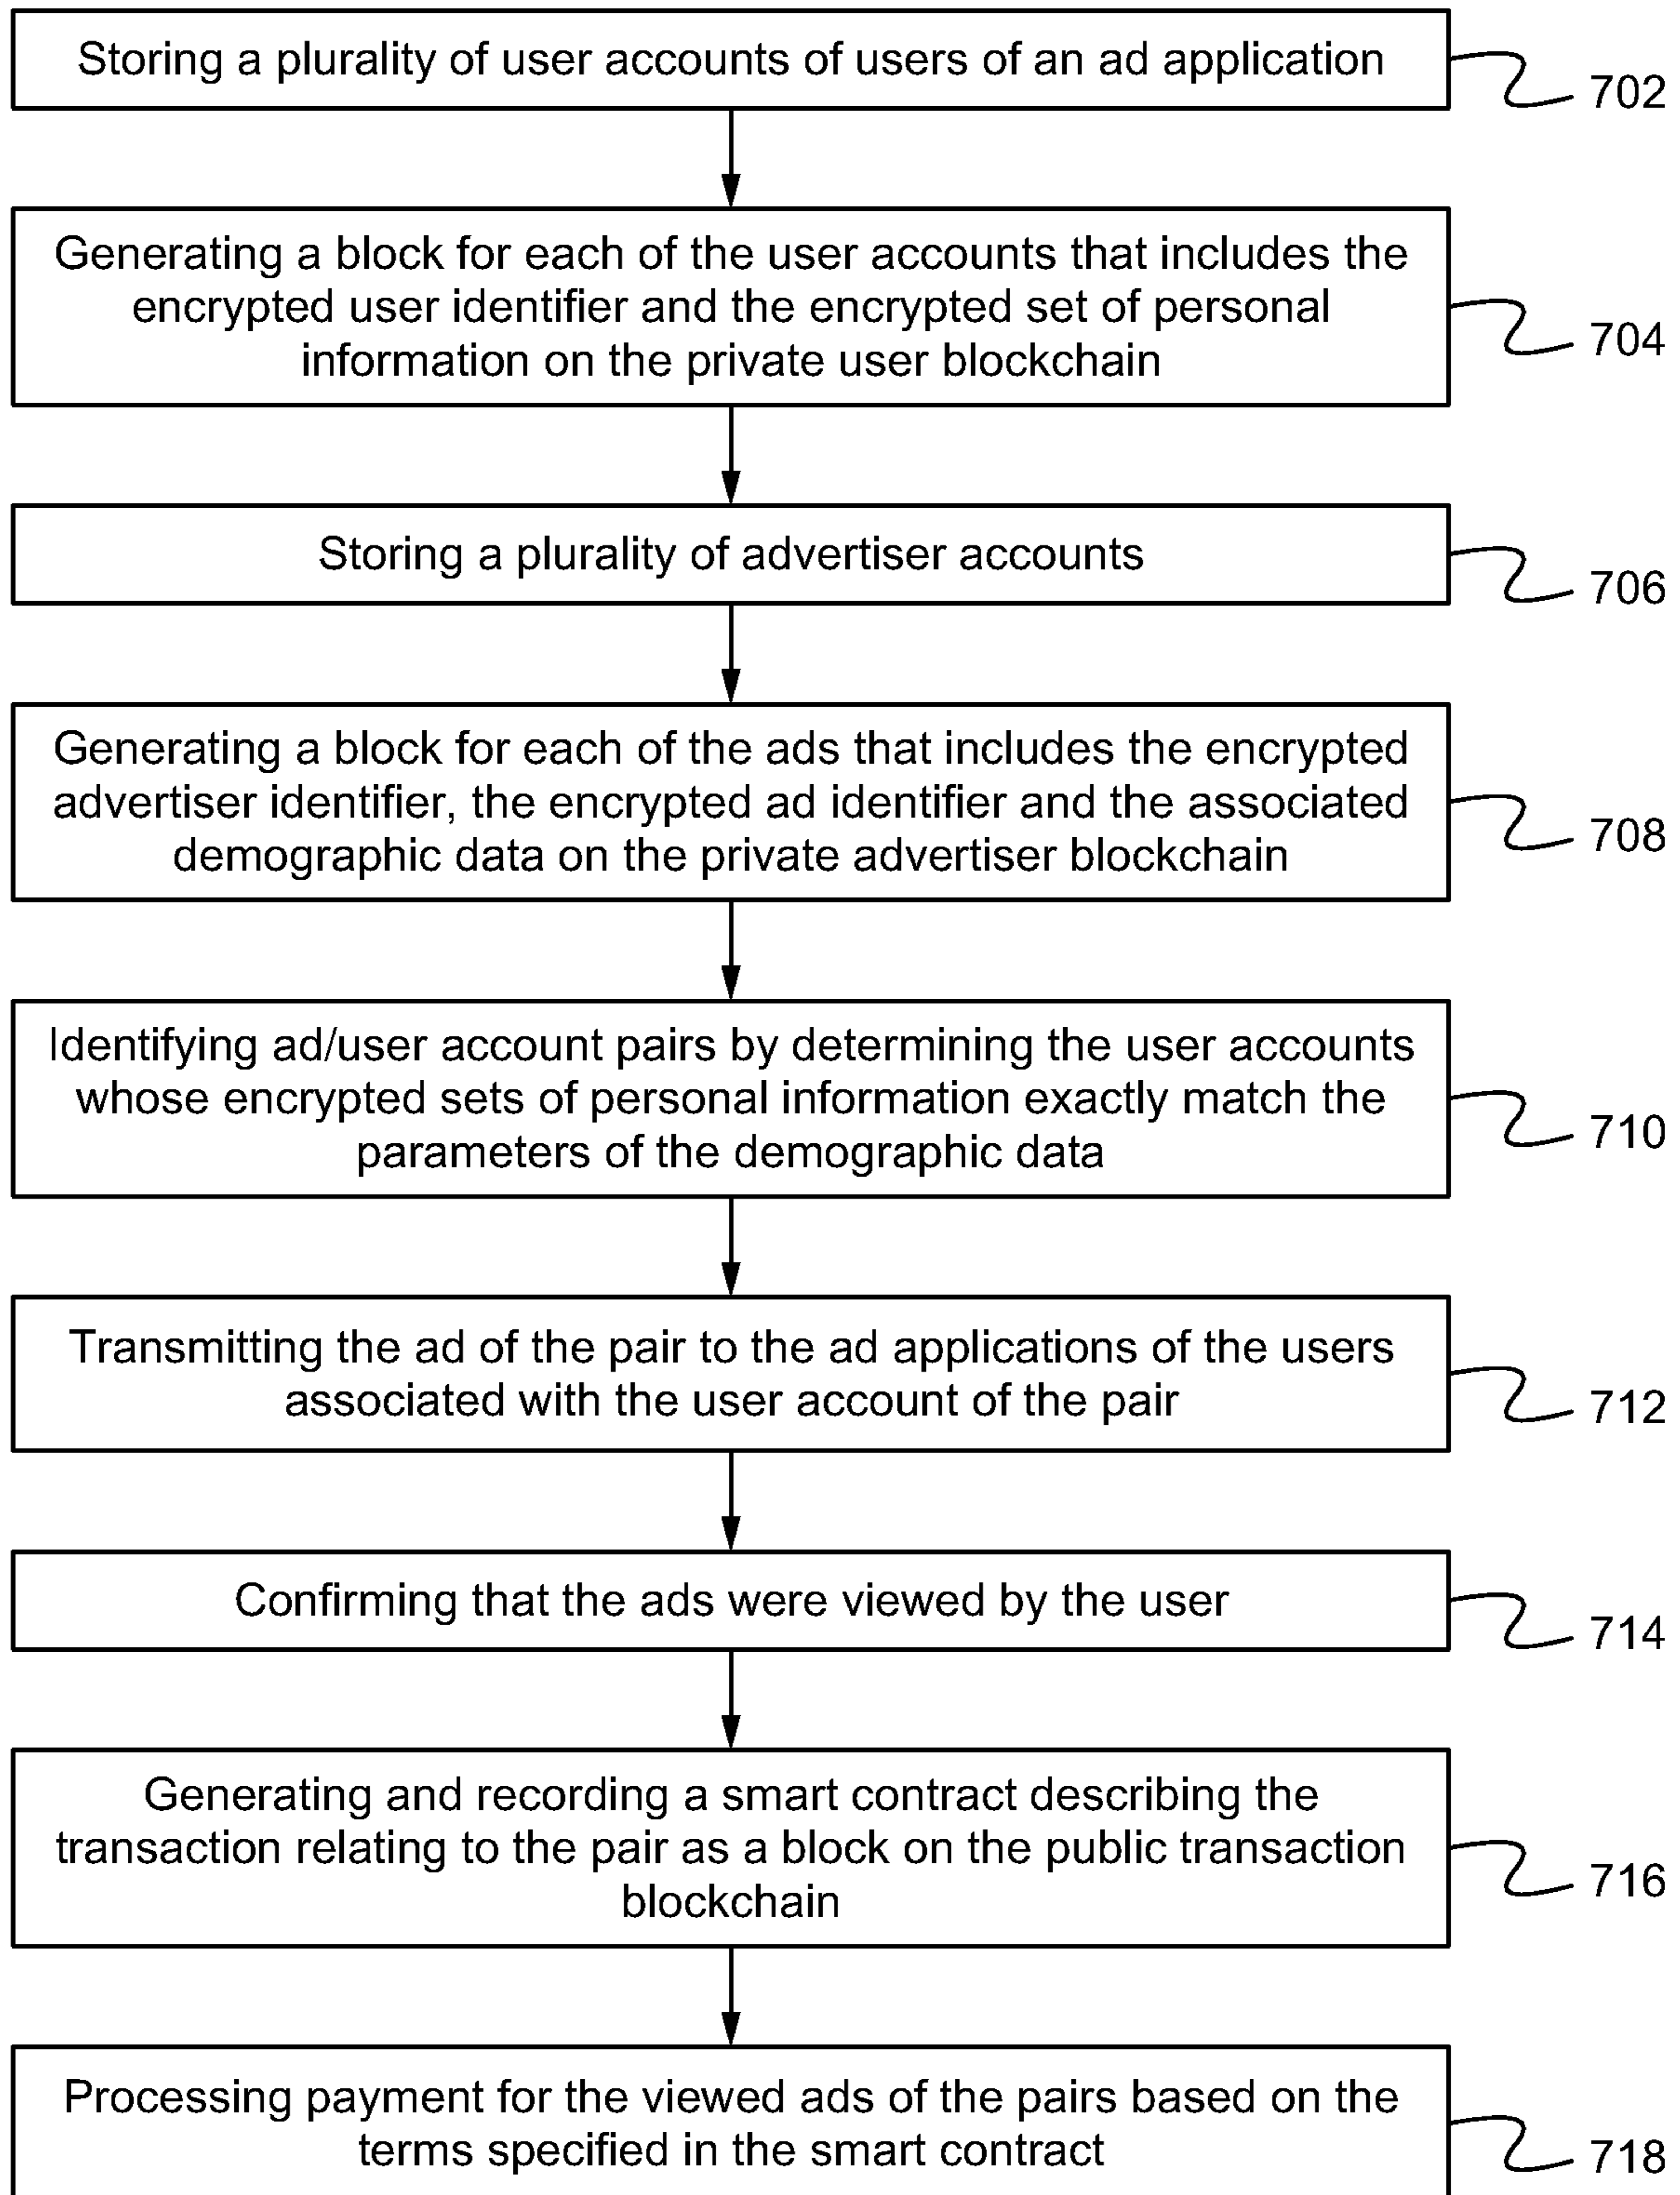 Storing a plurality of user accounts of users of an ad application
702
Generating a block for each of the user accounts that includes the
encrypted user identifier and the encrypted set of personal
information on the private user blockchain
704
Storing a plurality of advertiser accounts
706
Generating a block for each of the ads that includes the encrypted
advertiser identifier, the encrypted ad identifier and the associated
demographic data on the private advertiser blockchain
708
Identifying ad/user account pairs by determining the user accounts
whose encrypted sets of personal information exactly match the
parameters of the demographic data
710
Transmitting the ad of the pair to the ad applications of the users
associated with the user account of the pair
712
Confirming that the ads were viewed by the user
714
Generating and recording a smart contract describing the
transaction relating to the pair as a block on the public transaction
blockchain
716
Processing payment for the viewed ads of the pairs based on the
terms specified in the smart contract
718